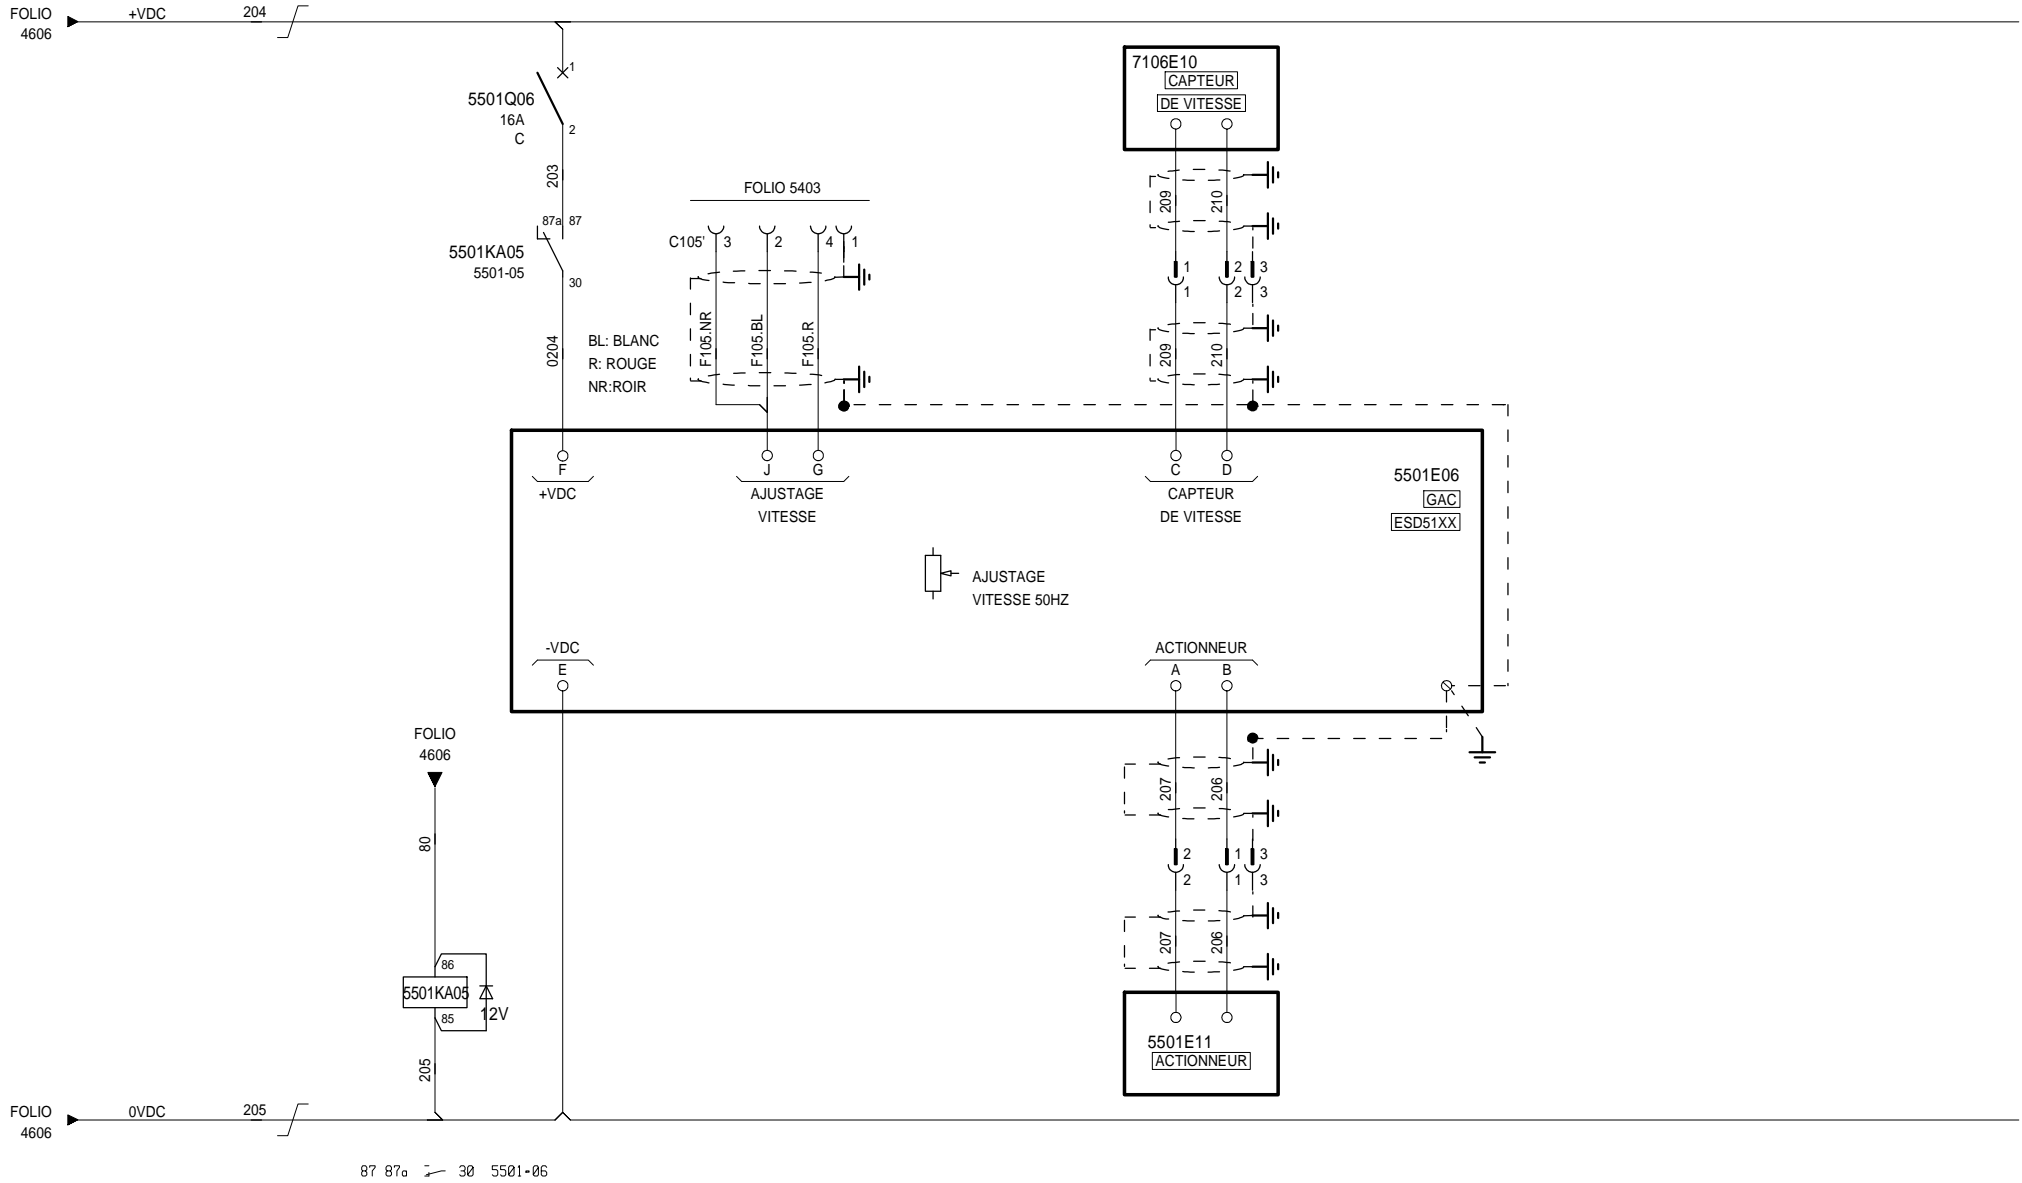 FOLIO
4606
+VDC
204
1
5501Q06
16A
C
2
203
87a 87
5501KA05
5501-05
30
0204
BL: BLANC
R: ROUGE
NR:ROIR
FOLIO 5403
C105'
3
2
4
1
F105.NR
F105.BL
F105.R
7106E10
CAPTEUR
DE VITESSE
209
210
1
2
3
1
2
3
209
210
F
+VDC
J
G
AJUSTAGE
VITESSE
C
D
CAPTEUR
DE VITESSE
5501E06
GAC
ESD51XX
AJUSTAGE
VITESSE 50HZ
-VDC
E
ACTIONNEUR
A
B
FOLIO
4606
80
86
5501KA05
12V
85
205
207
206
2
1
3
2
1
3
207
206
5501E11
ACTIONNEUR
FOLIO
4606
0VDC
205
87 87a 30 5501-06